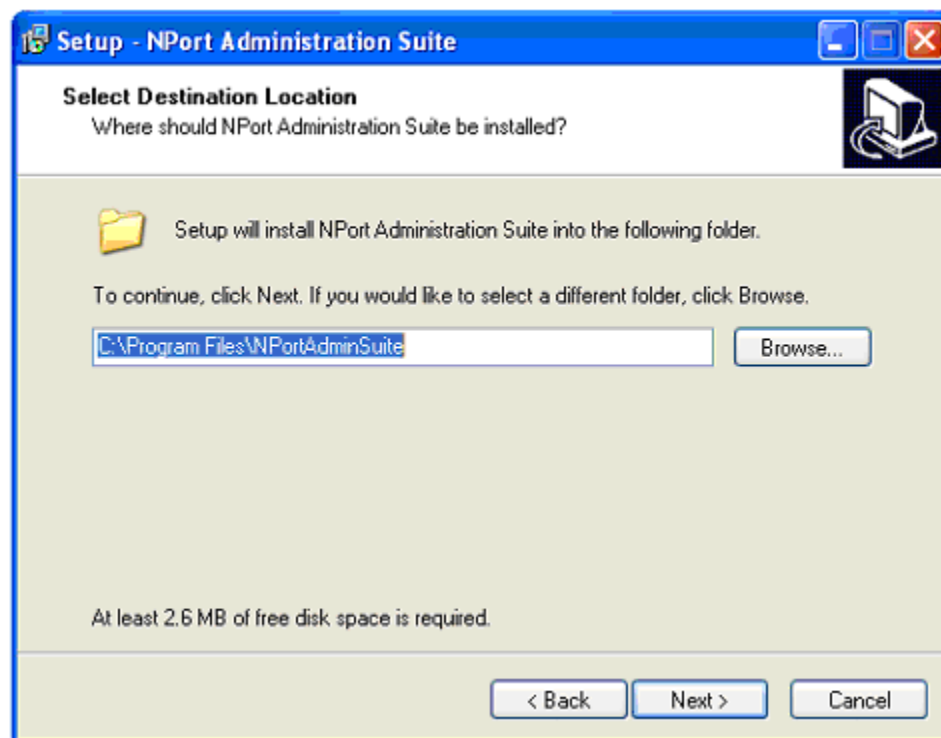 Setup - NPort Administration Suite
Select Destination Location
Where should NPort Administration Suite be installed?
Setup will install NPort Administration Suite into the following folder.
To continue, click Next. If you would like to select a different folder, click Browse.
C:\Program Files\NPortAdminSuite
Browse...
At least 2.6 MB of free disk space is required.
< Back
Next >
Cancel